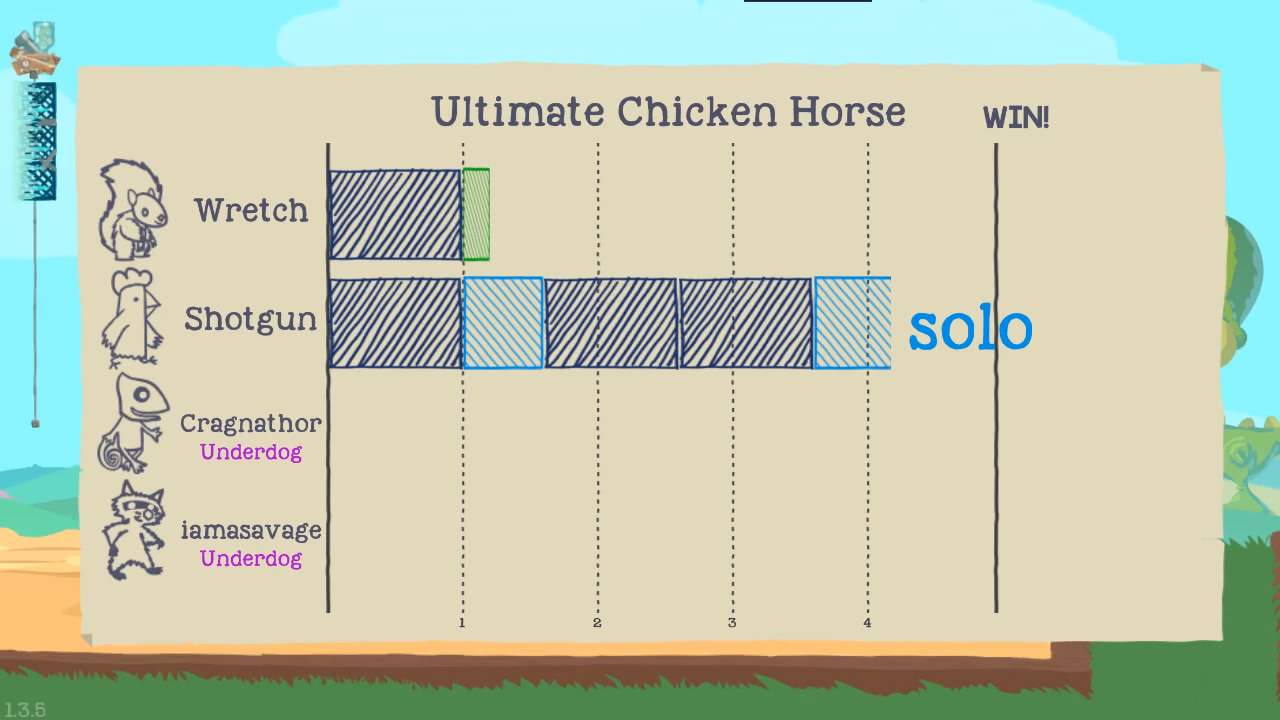 Ultimate Chicken Horse
WIN!
Wretch
Shotgun
solo
Cragnathor
Underdog
iamasavage
Underdog
1 2 3 4
1.3.5